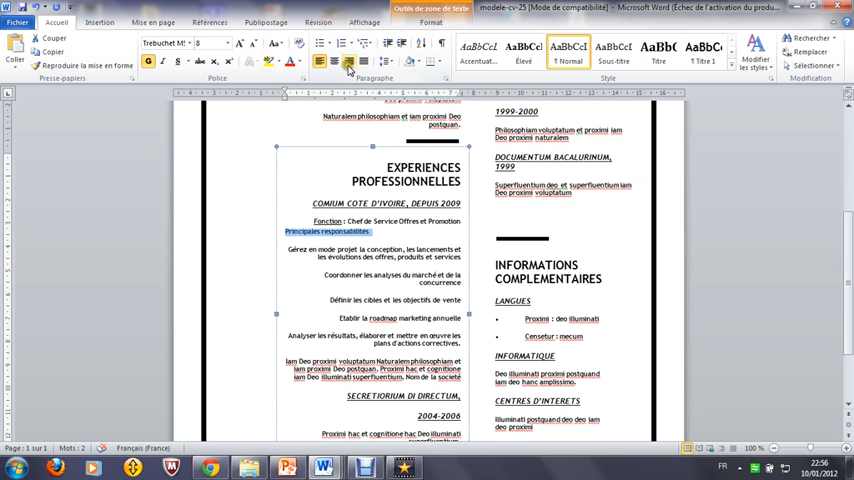 Outils de zone de texte
modele-cv-25 [Mode de compatibilité] - Microsoft Word (Échec de l'activation du produ...
Fichier
Accueil
Insertion
Mise en page
Références
Publipostage
Révision
Affichage
Format
Coller
Couper
Copier
Reproduire la mise en forme
Presse-papiers
Trebuchet M
8
Police
Paragraphe
AaBbCcL
AaBbCcI
AaBbCcI
AaBbCcL
AaBb(
AaBbC
Accentuat...
Élevé
¶ Normal
Sous-titre
Titre
¶ Titre 1
Style
Modifier les styles
Rechercher
Remplacer
Sélectionner
Modification
Naturalem philosophiam et iam proximi Deo
postquan.
EXPERIENCES
PROFESSIONNELLES
COMIUM COTE D'IVOIRE, DEPUIS 2009
Fonction : Chef de Service Offres et Promotion
Principales responsabilités
Gérez en mode projet la conception, les lancements et
les évolutions des offres, produits et services
Coordonner les analyses du marché et de la
concurrence
Définir les cibles et les objectifs de vente
Etablir la roadmap marketing annuelle
Analyser les résultats, élaborer et mettre en œuvre les
plans d'actions correctives.
Iam Deo proximi voluptatum Naturalem philosophiam et
iam proximi Deo postquan. Proximi hac et cognitione
iam Deo illuminati superfluentium. Nom de la societé
SECRETIORIUM DI DIRECTUM,
2004-2006
Proximi hac et cognitione hac Deo illuminati
superfluentium.
1999-2000
Philosophiam voluptatum et proximi iam
Deo proximi naturalem
DOCUMENTUM BACALURINUM,
1999
Superfluentium deo et superfluentium iam
Deo proximi voluptatum
INFORMATIONS
COMPLEMENTAIRES
LANGUES
• Proximi : deo illuminati
• Censetur : mecum
INFORMATIQUE
Deo illuminati proximi postquand
iam deo hanc amplissimo.
CENTRES D'INTERETS
Illuminati postquand deo deo iam
deo proximi
Page : 1 sur 1
Mots : 2
Français (France)
100 %
FR
22:56
10/01/2012